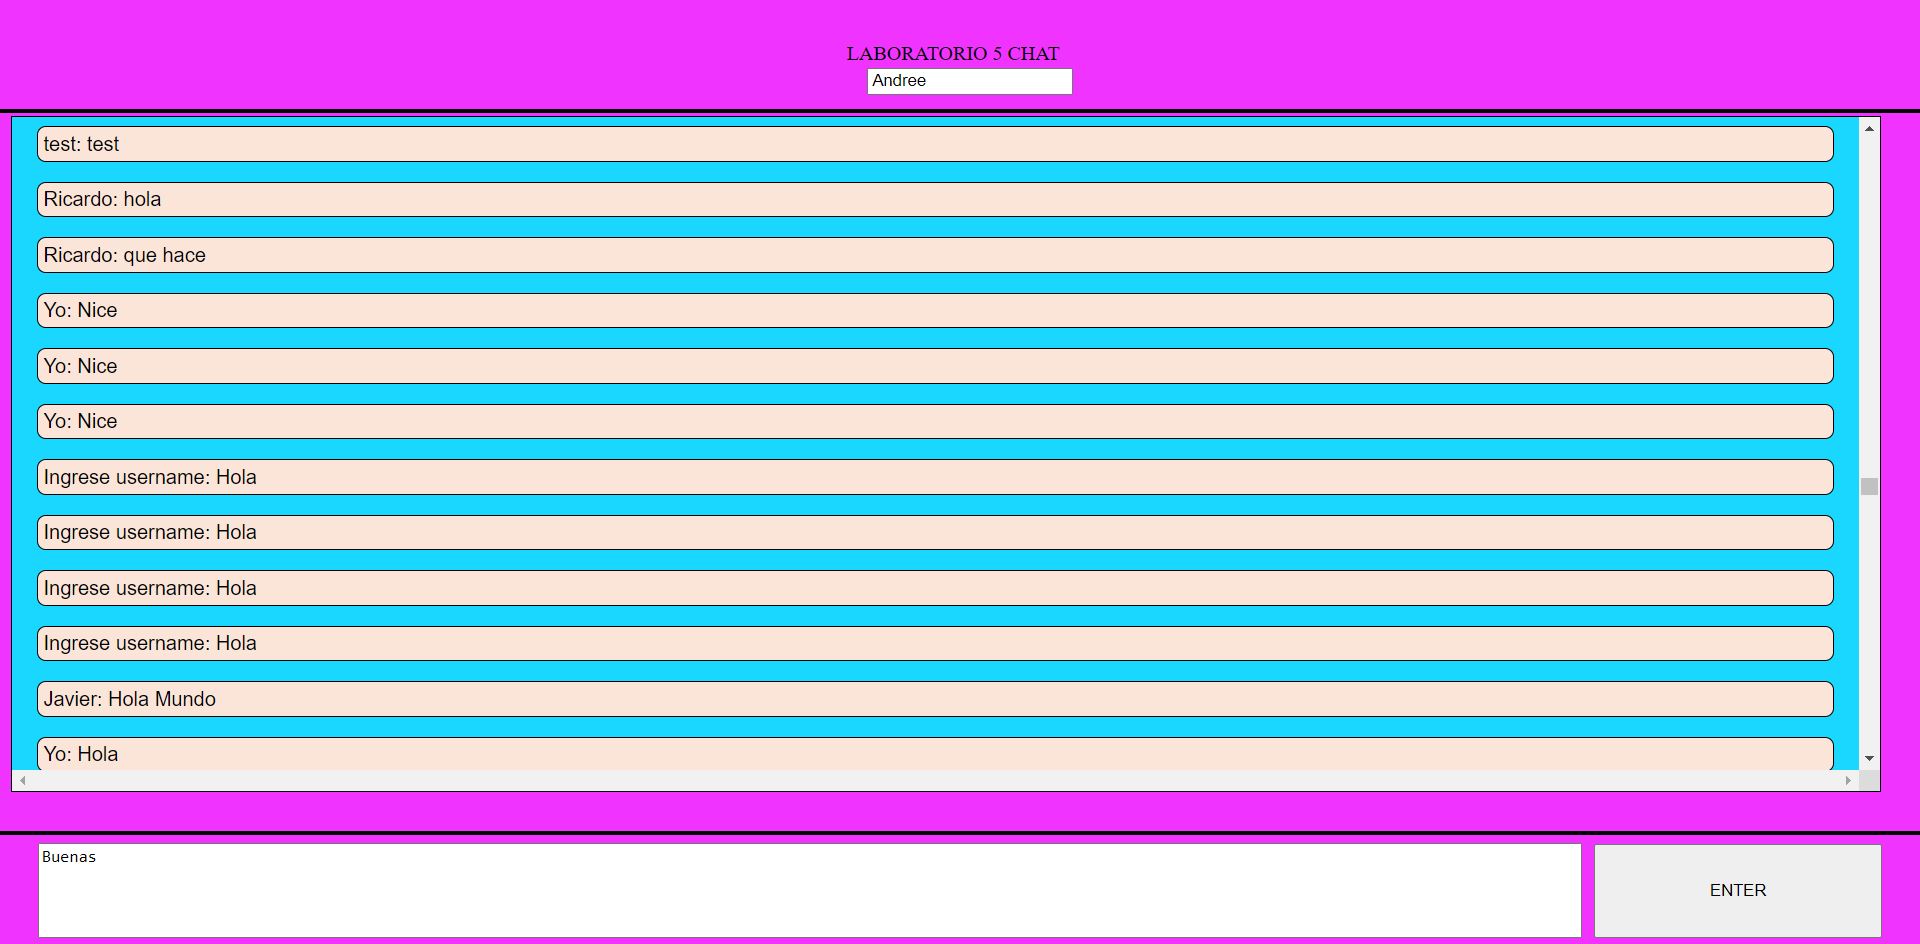 LABORATORIO 5 CHAT
Andree
test: test
Ricardo: hola
Ricardo: que hace
Yo: Nice
Yo: Nice
Yo: Nice
Ingrese username: Hola
Ingrese username: Hola
Ingrese username: Hola
Ingrese username: Hola
Javier: Hola Mundo
Yo: Hola
Buenas
ENTER